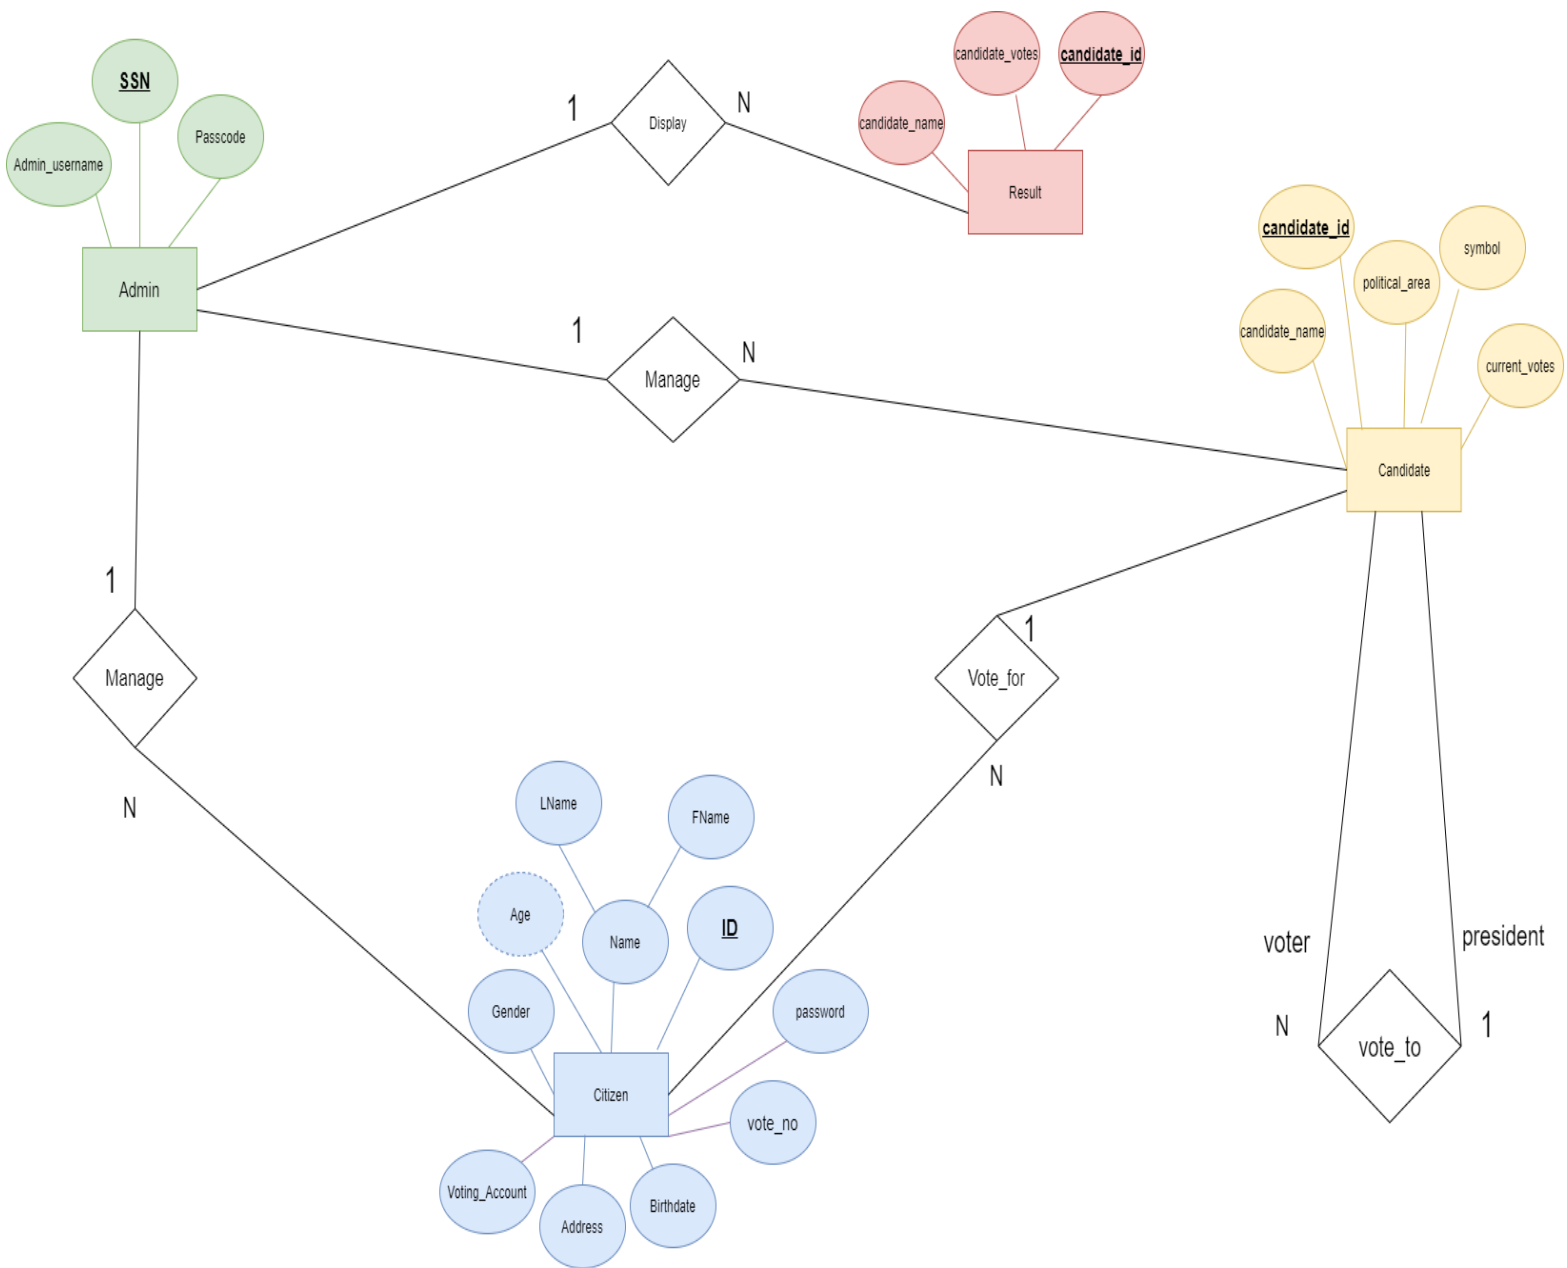 candidate_votes
candidate_id
SSN
1
N
Display
candidate_name
Passcode
Admin_username
Result
candidate_id
symbol
political_area
Admin
1
N
candidate_name
Manage
current_votes
Candidate
1
1
Manage
Vote_for
N
N
LName
FName
Age
Name
ID
voter
president
Gender
password
N
1
vote_to
Citizen
vote_no
Voting_Account
Address
Birthdate